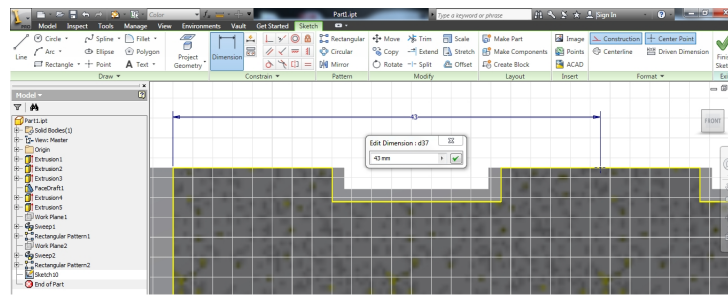 Color
Part1.ipt
Type a keyword or phrase
Sign In
Model Inspect Tools Manage View Environments Vault Get Started Sketch
Line
Circle
Arc
Rectangle
Spline
Ellipse
Point
Fillet
Polygon
Text
Project Geometry
Dimension
Rectangular
Circular
Mirror
Move
Copy
Rotate
Trim
Extend
Split
Scale
Stretch
Offset
Make Part
Make Components
Create Block
Image
Points
ACAD
Construction
Centerline
Center Point
Driven Dimension
Draw
Constrain
Pattern
Modify
Layout
Insert
Format
Model
Part1.ipt
Solid Bodies(1)
View: Master
Origin
Extrusion1
Extrusion2
Extrusion3
FaceDraft1
Extrusion4
Extrusion5
Work Plane1
Sweep1
Rectangular Pattern1
Work Plane2
Sweep2
Rectangular Pattern2
Sketch10
End of Part
43
Edit Dimension : d37
43 mm
FRONT